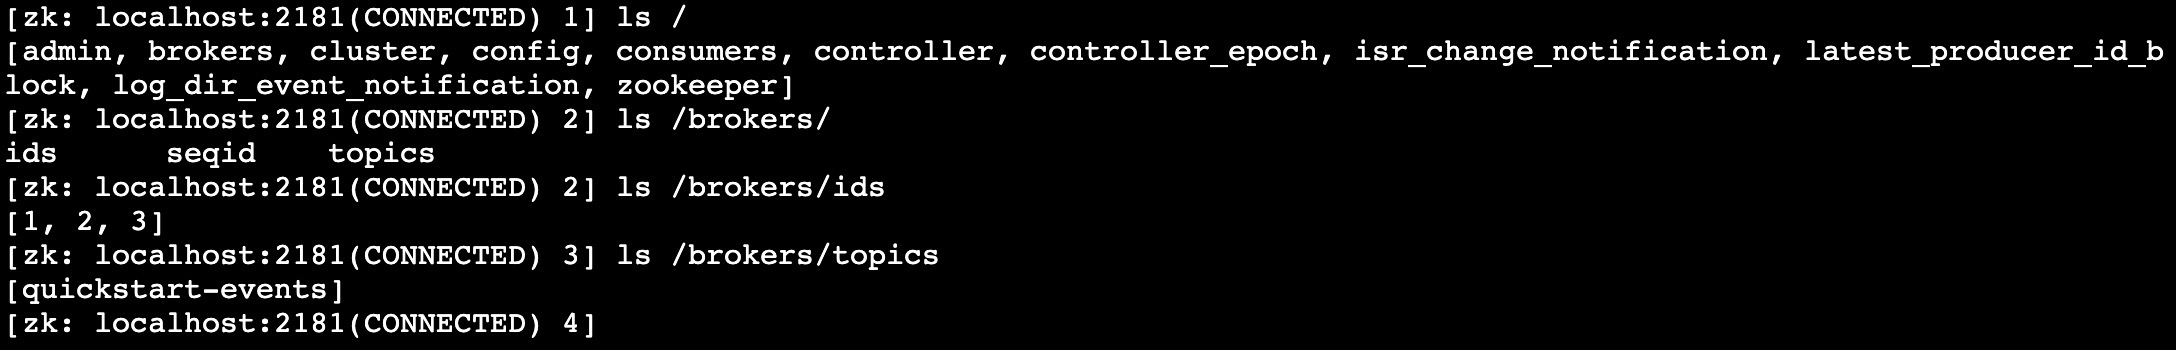 [zk: localhost:2181(CONNECTED) 1] ls /
[admin, brokers, cluster, config, consumers, controller, controller_epoch, isr_change_notification, latest_producer_id_b
lock, log_dir_event_notification, zookeeper]
[zk: localhost:2181(CONNECTED) 2] ls /brokers/
ids      seqid    topics
[zk: localhost:2181(CONNECTED) 2] ls /brokers/ids
[1, 2, 3]
[zk: localhost:2181(CONNECTED) 3] ls /brokers/topics
[quickstart-events]
[zk: localhost:2181(CONNECTED) 4]